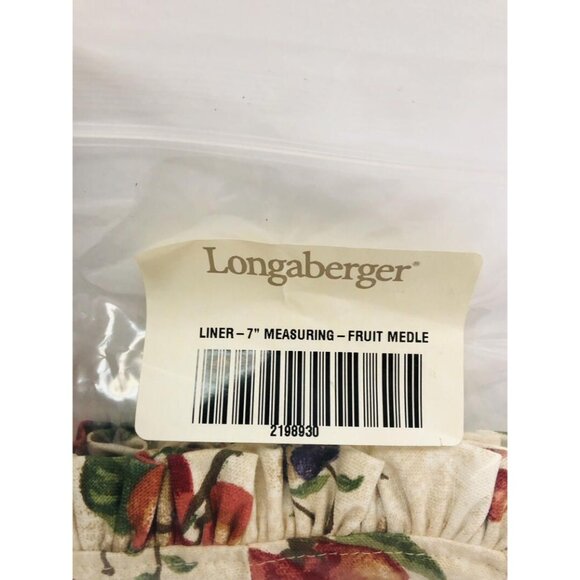 Longaberger®
LINER – 7" MEASURING – FRUIT MEDLE
2198930